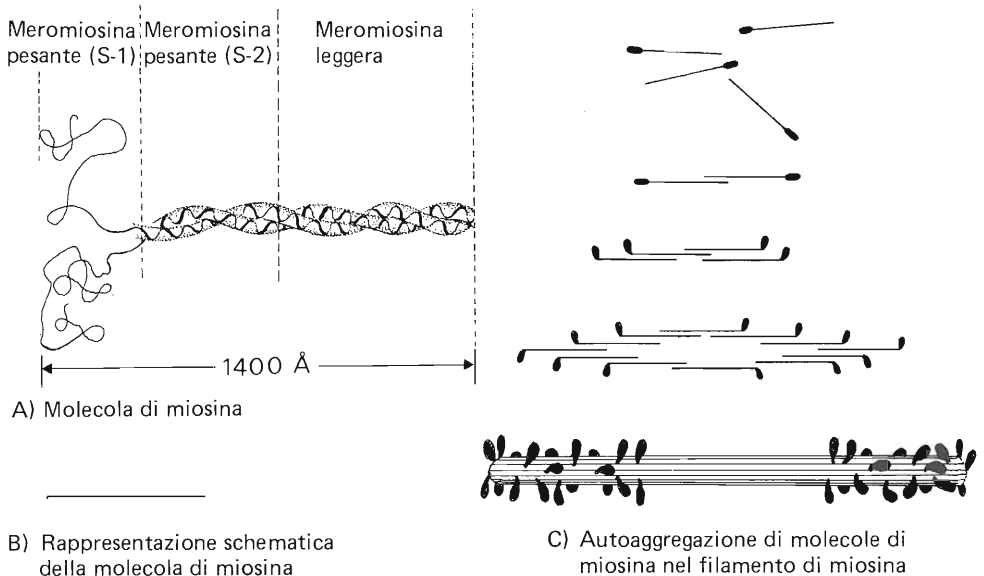 Meromiosina
pesante (S-1)
Meromiosina
pesante (S-2)
Meromiosina
leggera
1400 Å
A) Molecola di miosina
B) Rappresentazione schematica
della molecola di miosina
C) Autoaggregazione di molecole di
miosina nel filamento di miosina